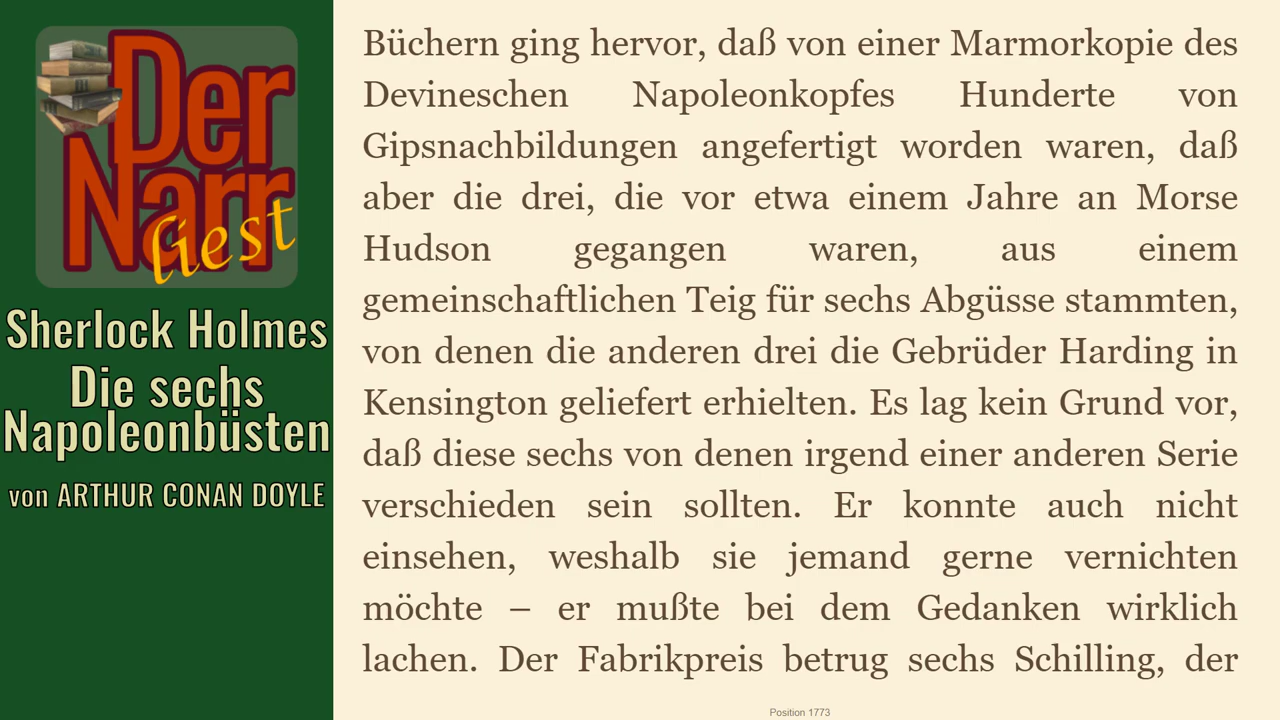 Der
Narr
liest
Sherlock Holmes
Die sechs
Napoleonbüsten
von ARTHUR CONAN DOYLE
Büchern ging hervor, daß von einer Marmorkopie des
Devineschen Napoleonkopfes Hunderte von
Gipsnachbildungen angefertigt worden waren, daß
aber die drei, die vor etwa einem Jahre an Morse
Hudson gegangen waren, aus einem
gemeinschaftlichen Teig für sechs Abgüsse stammten,
von denen die anderen drei die Gebrüder Harding in
Kensington geliefert erhielten. Es lag kein Grund vor,
daß diese sechs von denen irgend einer anderen Serie
verschieden sein sollten. Er konnte auch nicht
einsehen, weshalb sie jemand gerne vernichten
möchte – er mußte bei dem Gedanken wirklich
lachen. Der Fabrikpreis betrug sechs Schilling, der
Position 1773